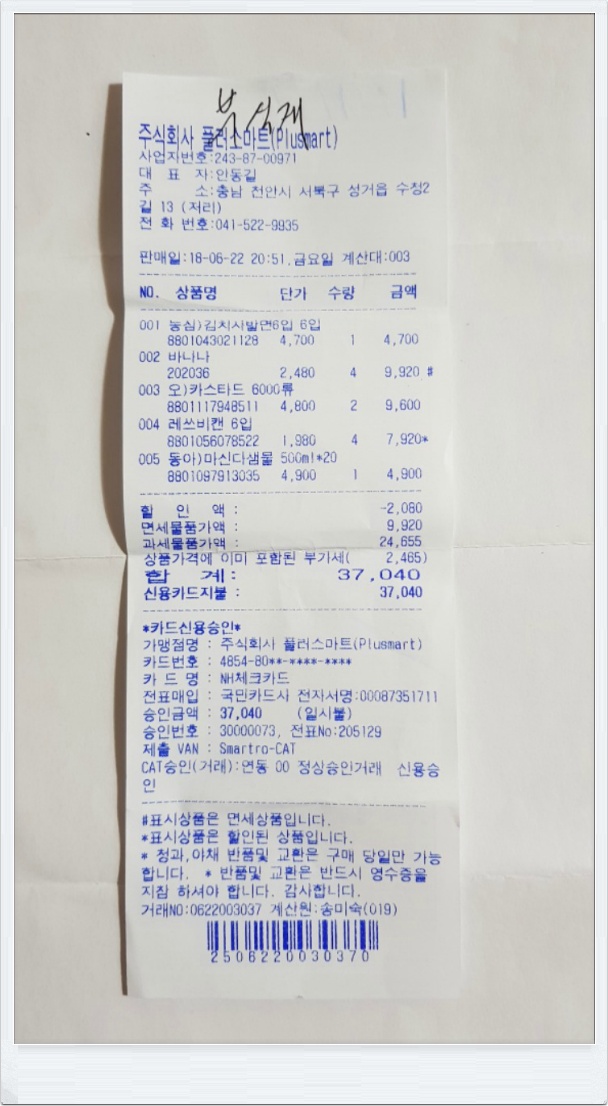 부식재
주식회사 플러스마트(Plusmart)
사업자번호:243-87-00971
대 표 자:안동길
주 소:충남 천안시 서북구 성거읍 수청2
길 13 (저리)
전 화 번호:041-522-9935
판매일:18-06-22 20:51, 금요일 계산대:003
NO. 상품명 단가 수량 금액
001 농심)김치사발면6입 6입
8801043021128 4,700 1 4,700
002 바나나
202036 2,480 4 9,920 #
003 오)카스타드 6000류
8801117948511 4,800 2 9,600
004 레쓰비캔 6입
8801056078522 1,980 4 7,920*
005 동아)마신다샘물 500ml*20
8801097913035 4,900 1 4,900
할 인 액 : -2,080
면세물품가액 : 9,920
과세물품가액 : 24,655
상품가격에 이미 포함된 부가세( 2,465)
합 계: 37,040
신용카드지불 : 37,040
*카드신용승인*
가맹점명 : 주식회사 플러스마트(Plusmart)
카드번호 : 4854-80**-****-****
카 드 명 : NH체크카드
전표매입 : 국민카드사 전자서명:00087351711
승인금액 : 37,040 (일시불)
승인번호 : 30000073, 전표No:205129
제출 VAN : Smartro-CAT
CAT승인(거래):연동 00 정상승인거래 신용승
인
#표시상품은 면세상품입니다.
*표시상품은 할인된 상품입니다.
* 청과,야채 반품및 교환은 구매 당일만 가능
합니다. * 반품및 교환은 반드시 영수증을
지참 하셔야 합니다. 감사합니다.
거래NO:0622003037 계산원:송미숙(019)
2506220030370